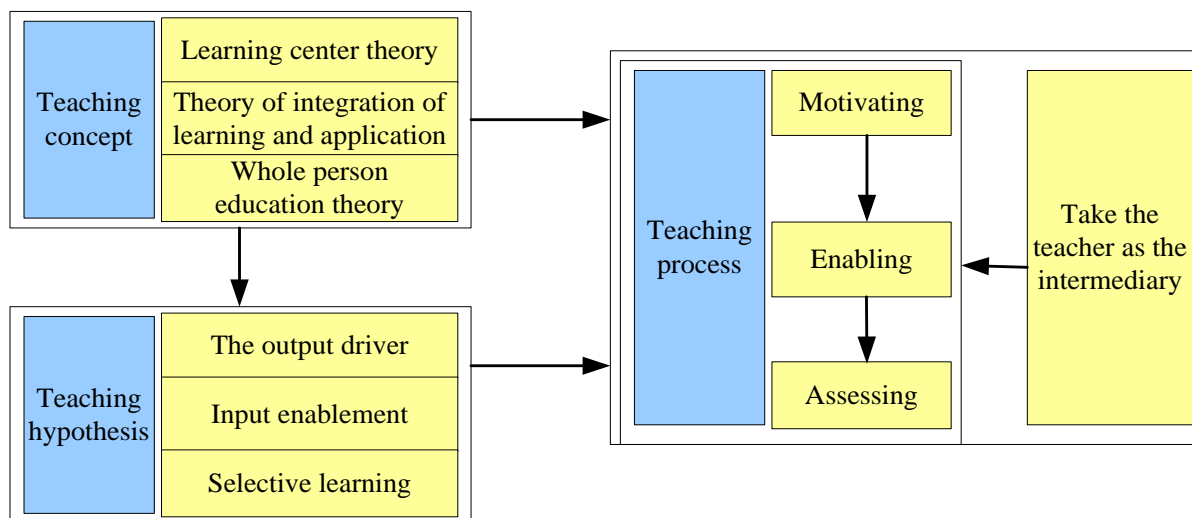 Teaching
concept
Learning center theory
Theory of integration of
learning and application
Whole person
education theory
Teaching
hypothesis
The output driver
Input enablement
Selective learning
Teaching
process
Motivating
Enabling
Assessing
Take the
teacher as the
intermediary